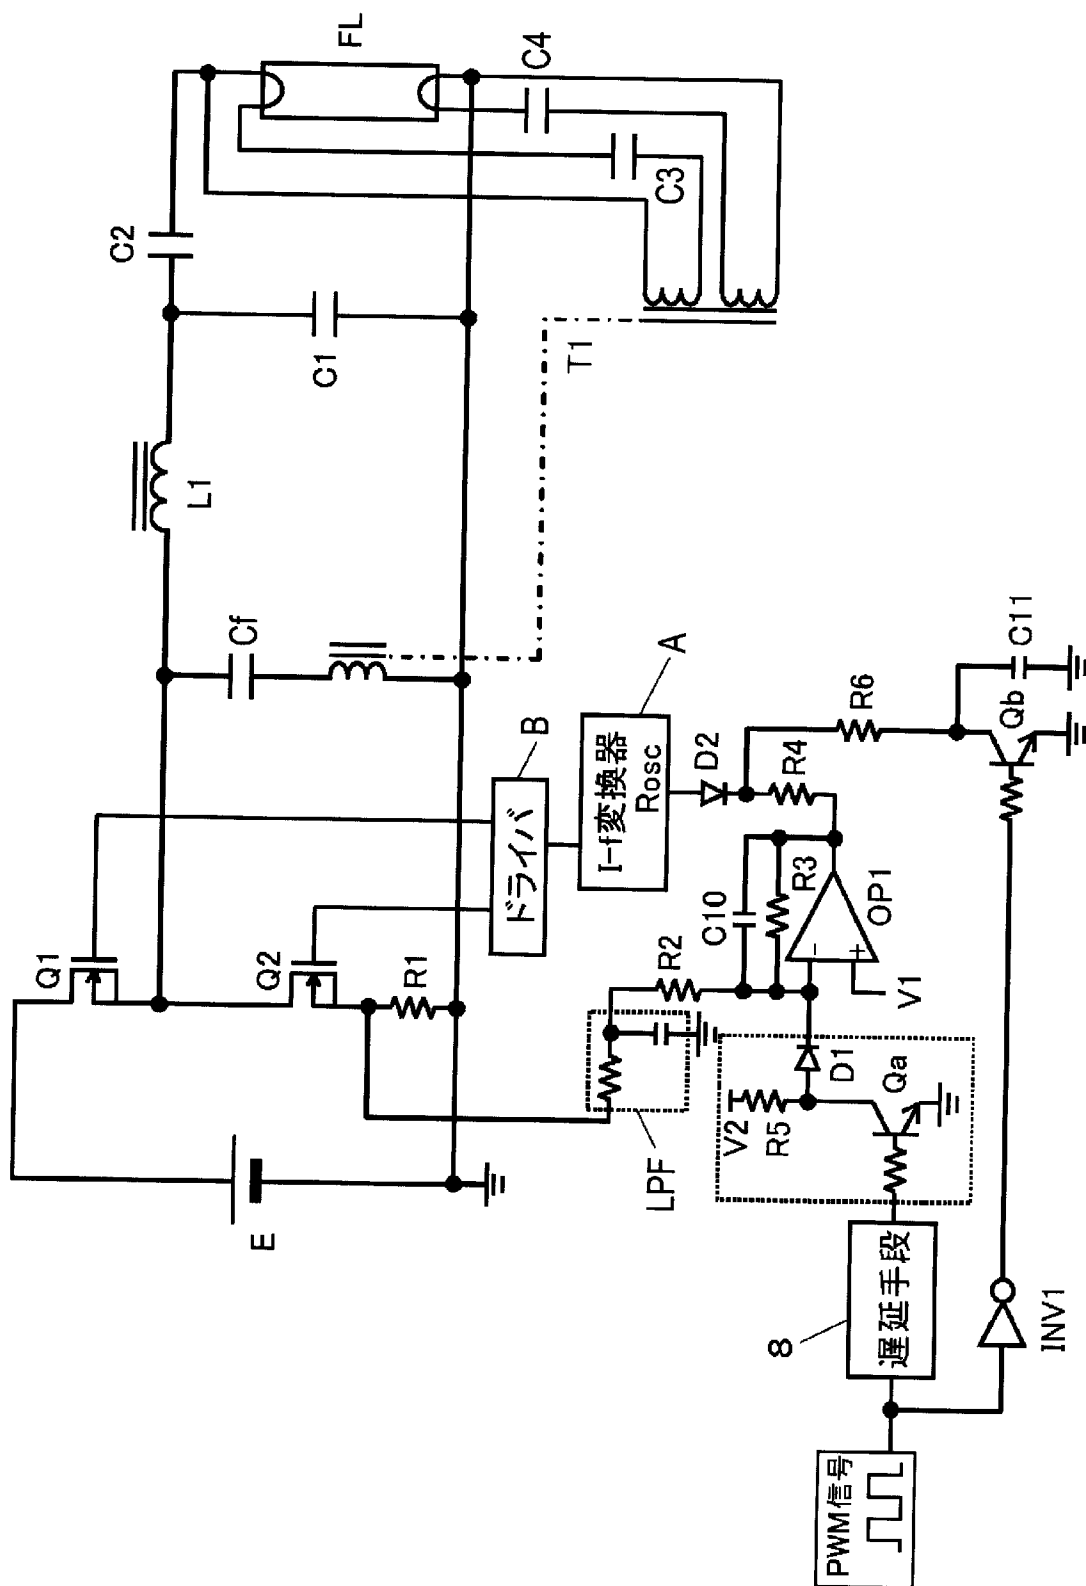 FL
C4
C2
C3
C1
T1
L1
Cf
A
B
I-f変換器
Rosc
ドライバ
D2
R6
C11
Qb
R4
R3
C10
OP1
Q1
Q2
R1
R2
V1
LPF
D1
Qa
V2
R5
E
8
遅延手段
INV1
PWM信号